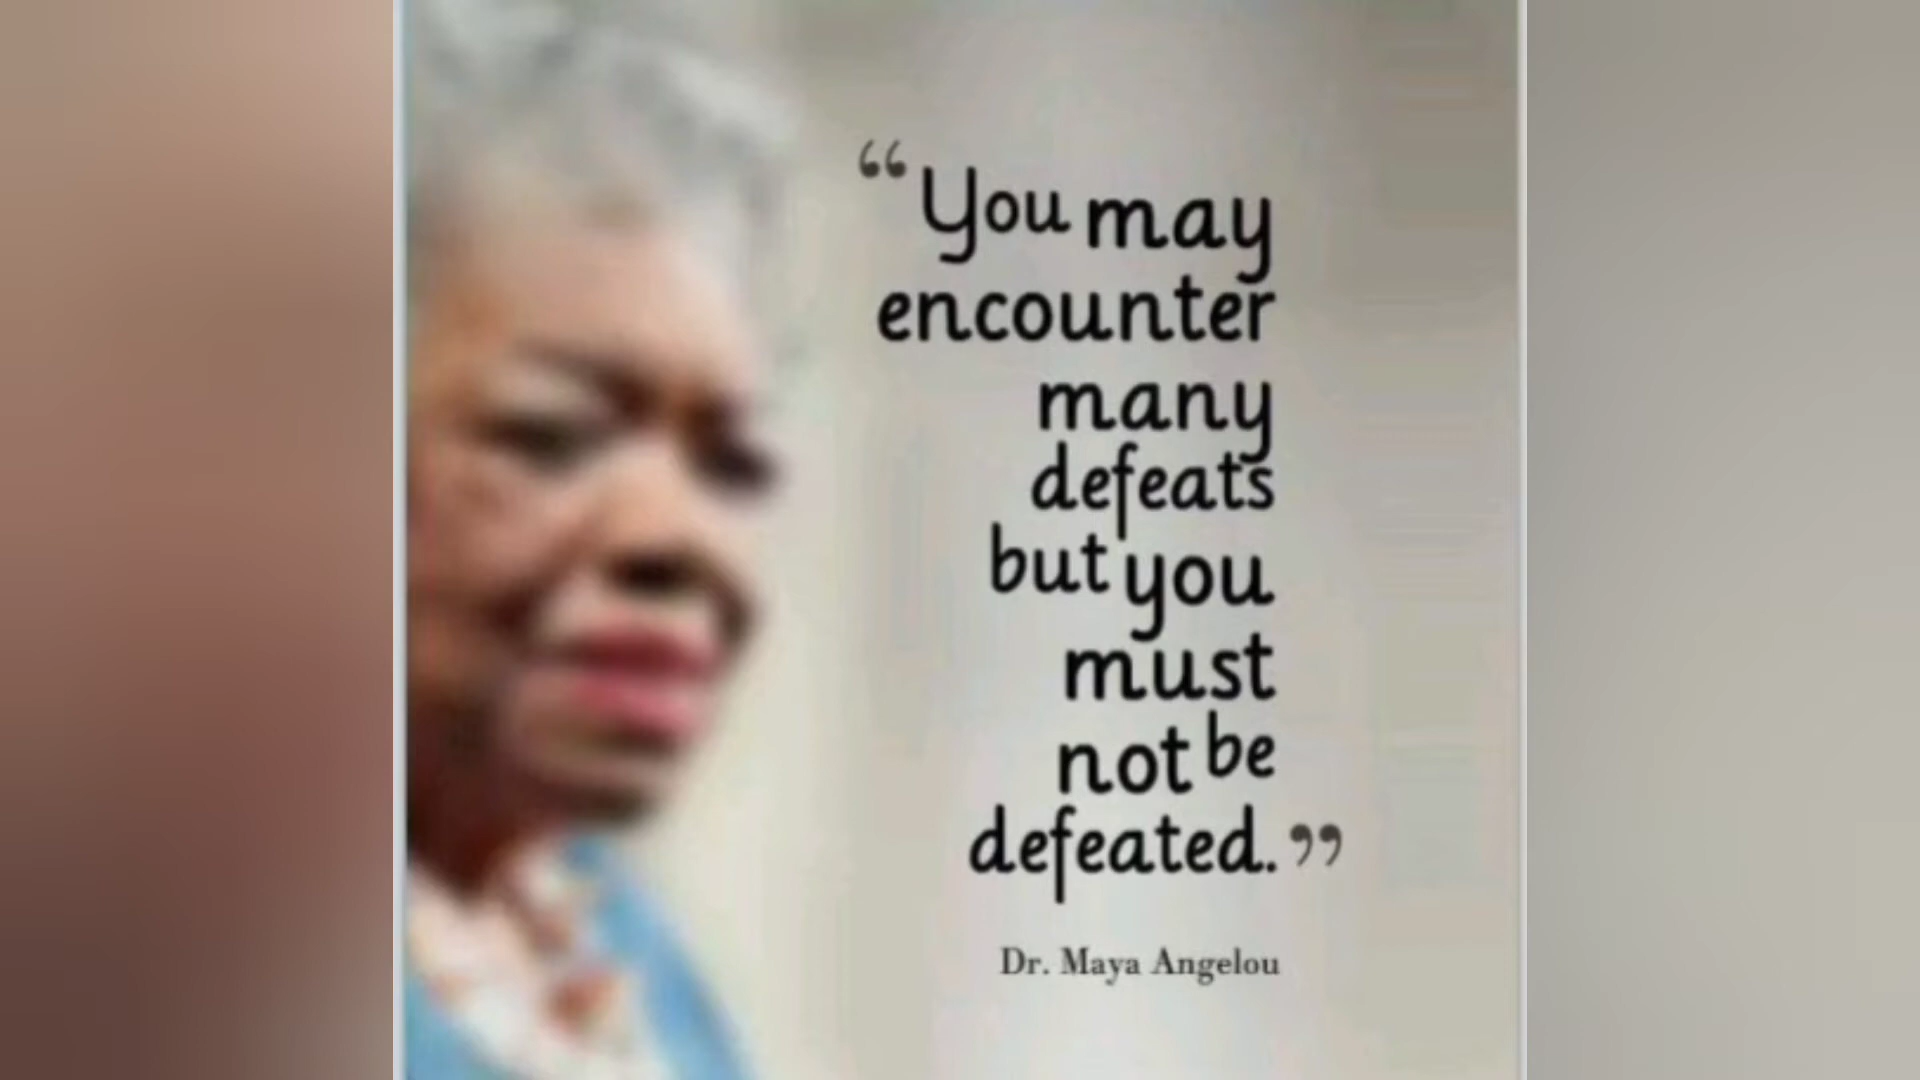 “You may
encounter
many
defeats
but you
must
not be
defeated.”
Dr. Maya Angelou